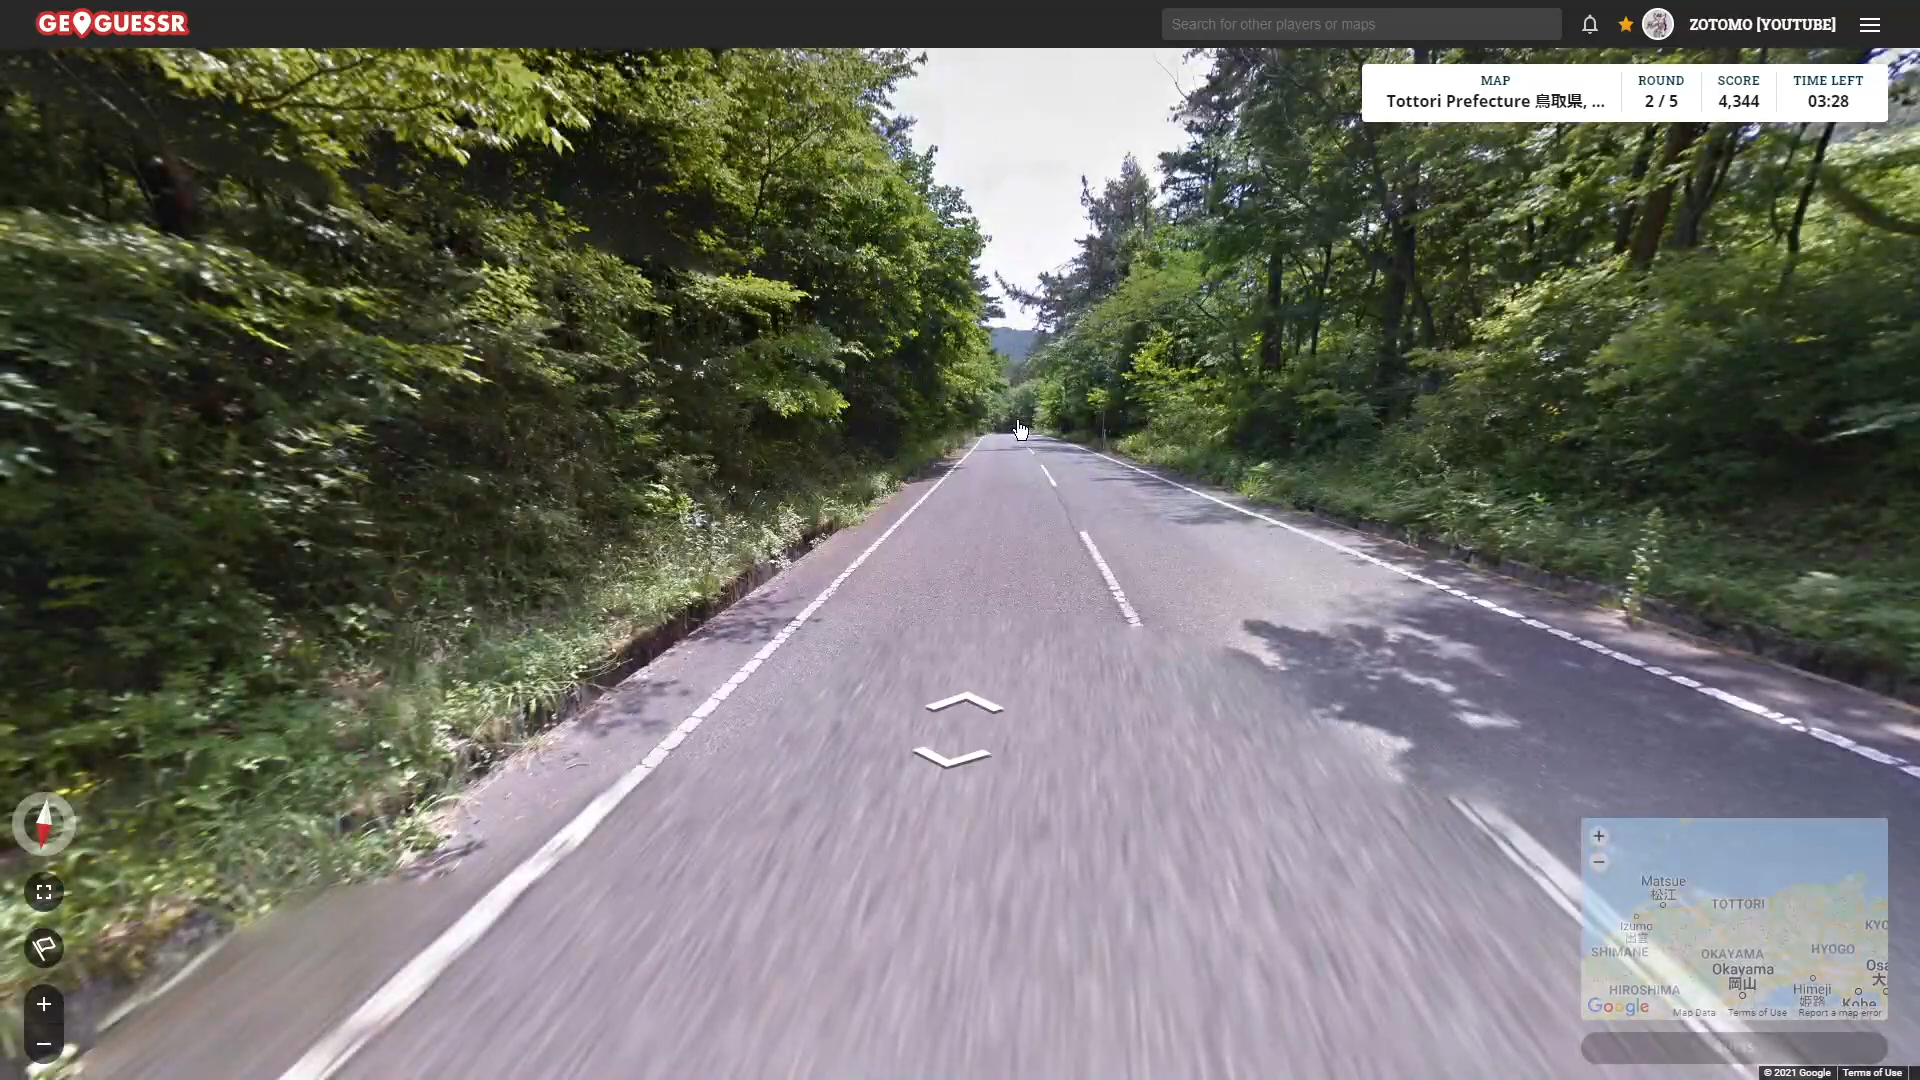 GEOGUESSR
Search for other players or maps
ZOTOMO [YOUTUBE]
MAP
Tottori Prefecture 鳥取県, ...
ROUND
2 / 5
SCORE
4,344
TIME LEFT
03:28
Matsue
松江
TOTTORI
Izumo
出雲
KYO
SHIMANE
OKAYAMA
HYOGO
Okayama
岡山
Osa
大
HIROSHIMA
Himeji
姫路
Kobe
Google
Map Data
Terms of Use
Report a map error
© 2021 Google
Terms of Use